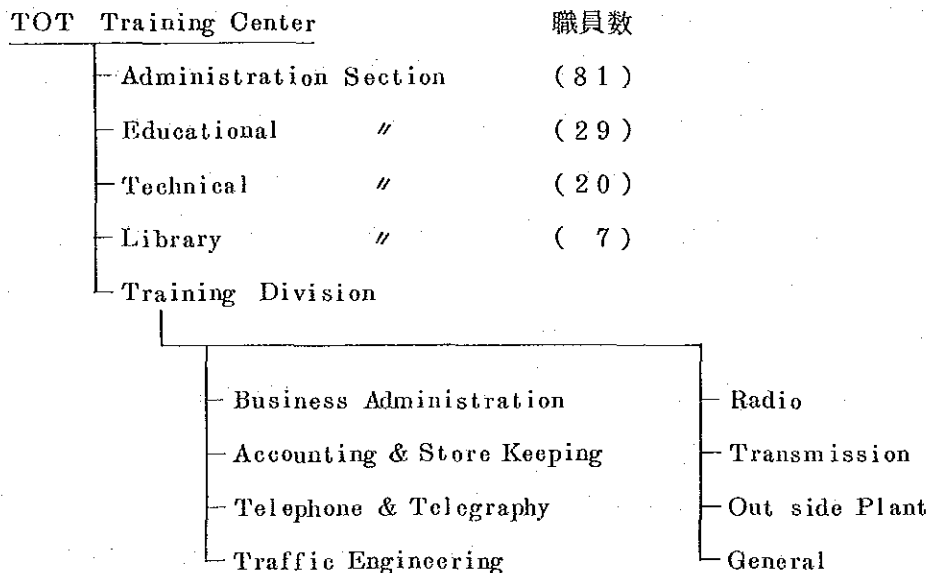 TOT Training Center 職員数
Administration Section (81)
Educational 〃 (29)
Technical 〃 (20)
Library 〃 ( 7)
Training Division
Business Administration Radio
Accounting & Store Keeping Transmission
Telephone & Telegraphy Out side Plant
Traffic Engineering General